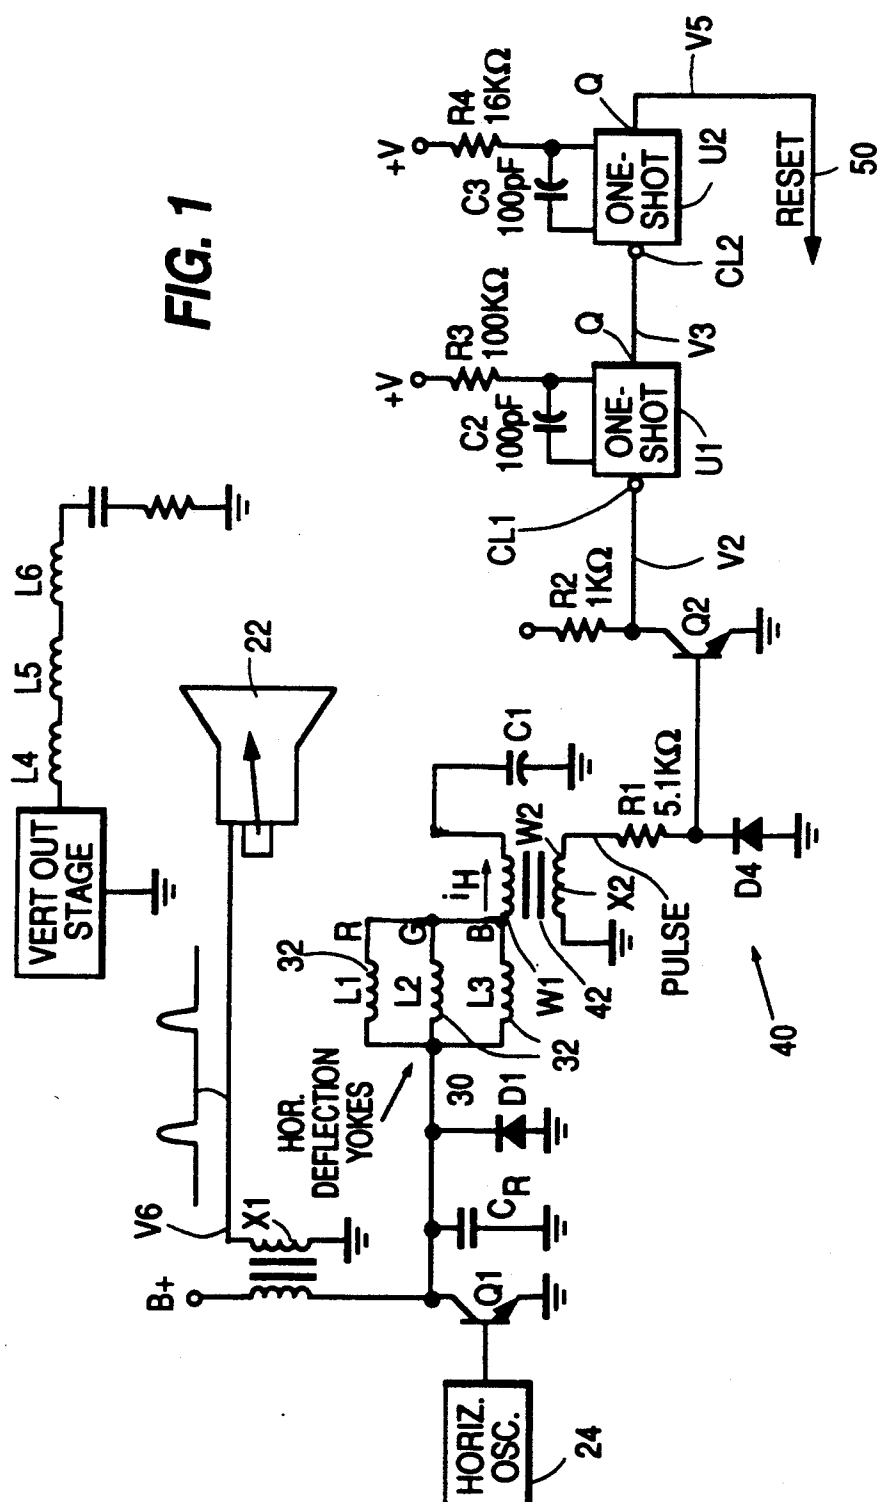 FIG. 1
VERT OUT
STAGE
L4
L5
L6
22
V6
X1
B+
HOR.
DEFLECTION
YOKES
30
32
L1
R
L2
G
L3
B
32
iH
W1
42
W2
X2
C1
PULSE
R1
5.1KΩ
D4
40
HORIZ.
OSC.
24
Q1
CR
D1
Q2
R2
1KΩ
V2
CL1
+V
R3
100KΩ
C2
100pF
ONE-
SHOT
U1
Q
V3
CL2
+V
R4
16KΩ
C3
100pF
ONE-
SHOT
U2
Q
V5
RESET
50